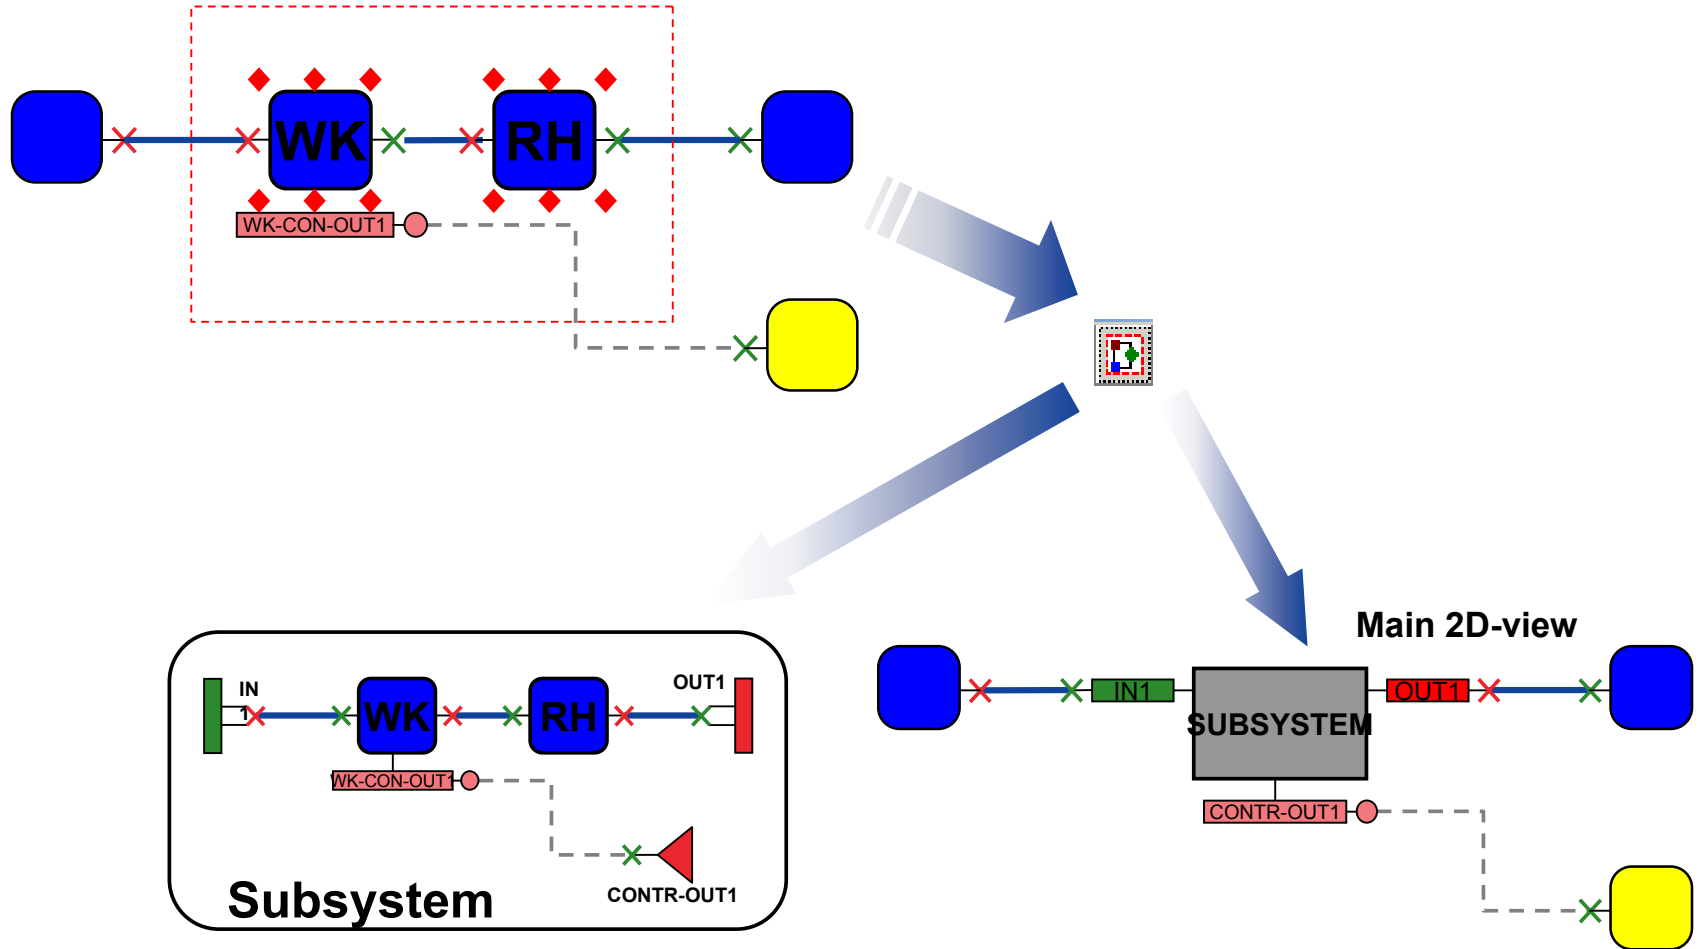 WK
RH
WK-CON-OUT1
Main 2D-view
IN
1
OUT1
WK
RH
WK-CON-OUT1
CONTR-OUT1
Subsystem
IN1
OUT1
SUBSYSTEM
CONTR-OUT1